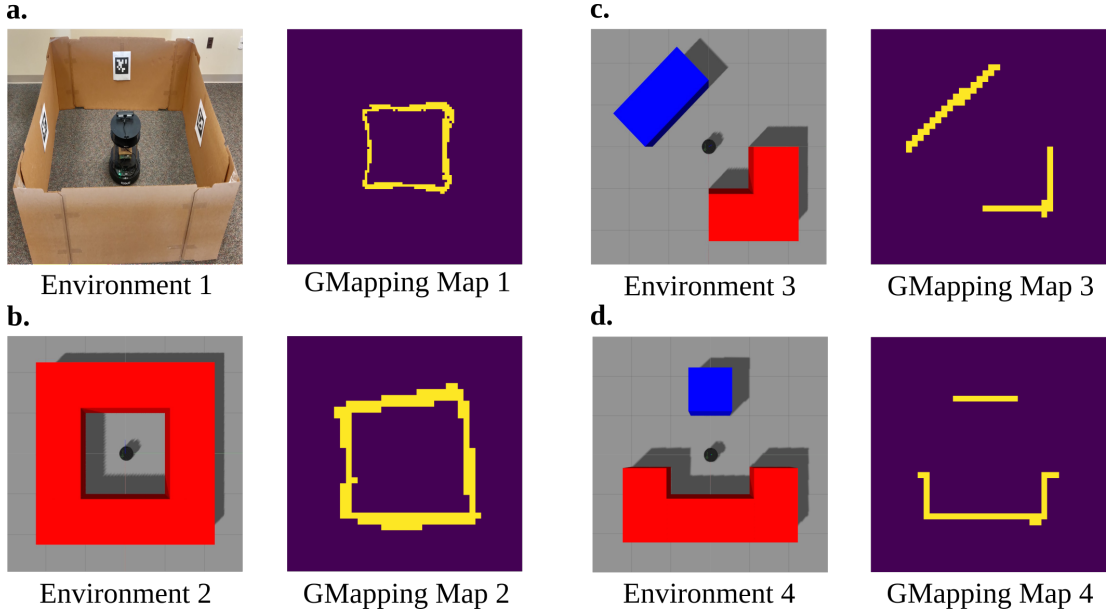 a.
Environment 1
GMapping Map 1
b.
Environment 2
GMapping Map 2
c.
Environment 3
GMapping Map 3
d.
Environment 4
GMapping Map 4